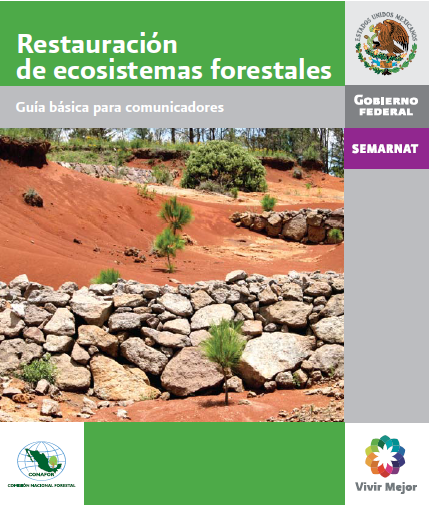 Restauración
de ecosistemas forestales
Guía básica para comunicadores
ESTADOS UNIDOS MEXICANOS
GOBIERNO
FEDERAL
SEMARNAT
CONAFOR
COMISIÓN NACIONAL FORESTAL
Vivir Mejor